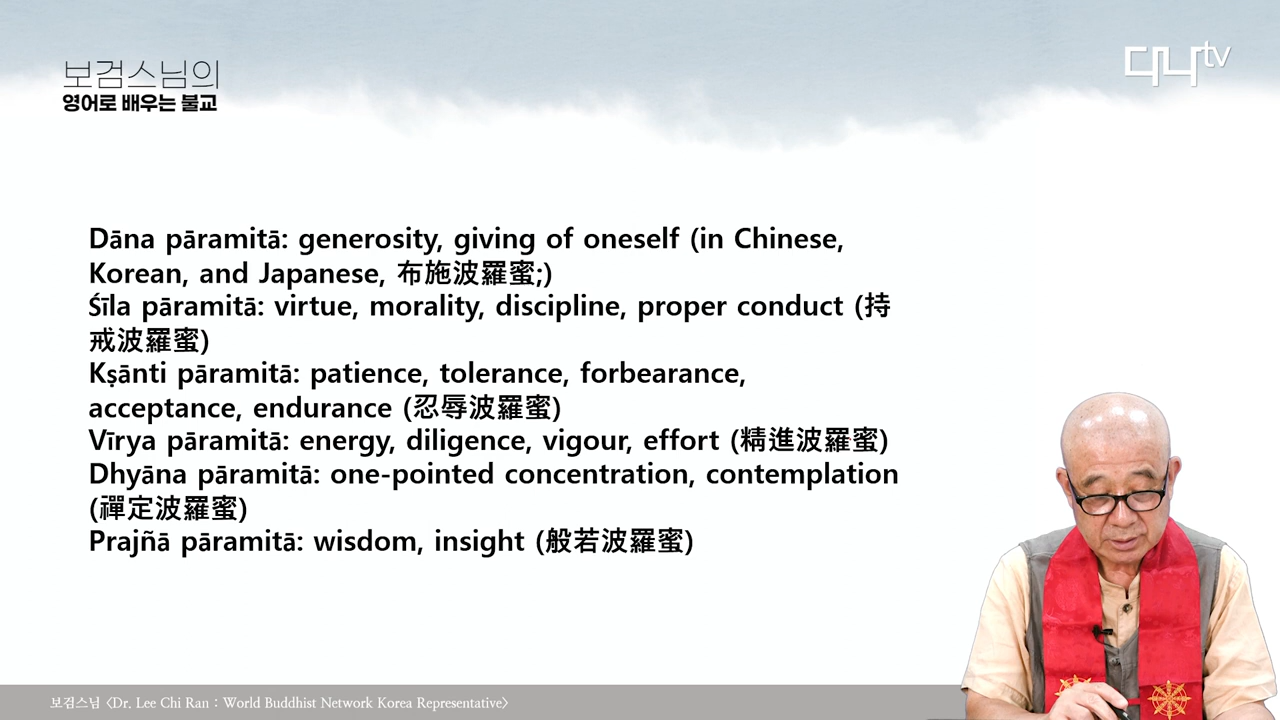 보검스님의
영어로 배우는 불교
다나tv
Dāna pāramitā: generosity, giving of oneself (in Chinese,
Korean, and Japanese, 布施波羅蜜;)
Śīla pāramitā: virtue, morality, discipline, proper conduct (持
戒波羅蜜)
Kṣānti pāramitā: patience, tolerance, forbearance,
acceptance, endurance (忍辱波羅蜜)
Vīrya pāramitā: energy, diligence, vigour, effort (精進波羅蜜)
Dhyāna pāramitā: one-pointed concentration, contemplation
(禪定波羅蜜)
Prajñā pāramitā: wisdom, insight (般若波羅蜜)
보검스님 <Dr. Lee Chi Ran : World Buddhist Network Korea Representative>